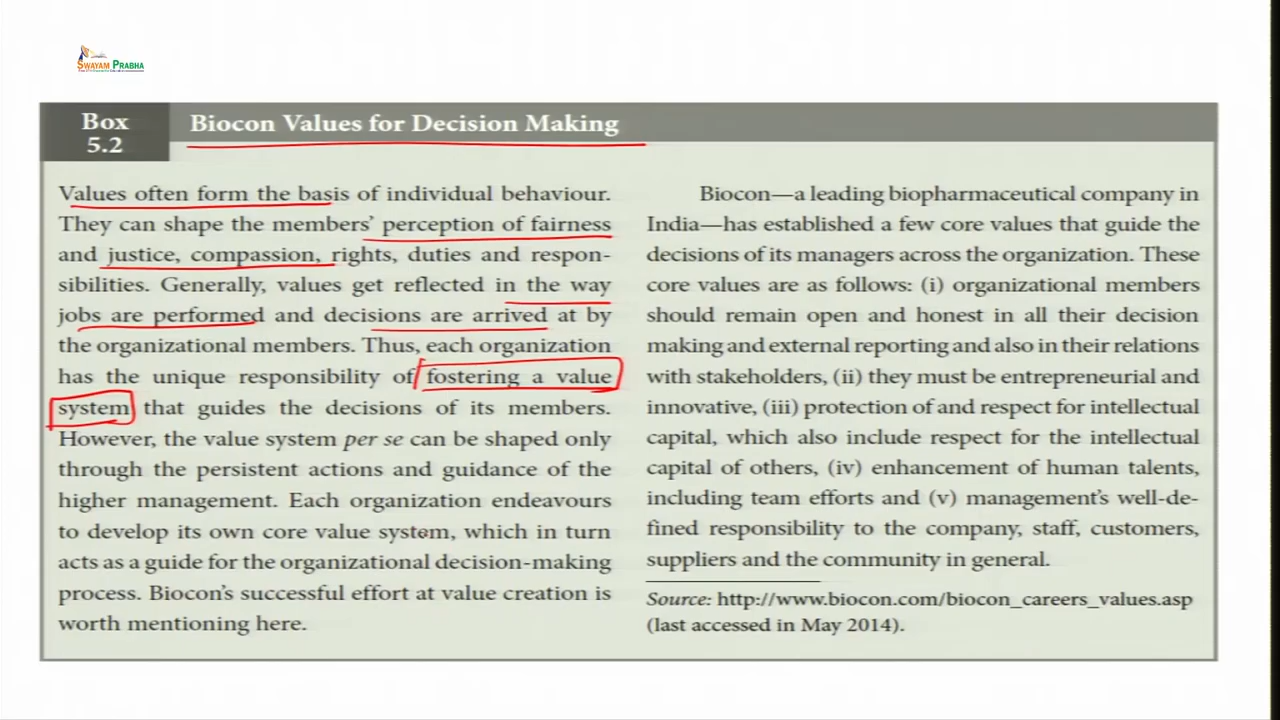 SWAYAM PRABHA
Box
5.2
Biocon Values for Decision Making
Values often form the basis of individual behaviour.
They can shape the members' perception of fairness
and justice, compassion, rights, duties and respon-
sibilities. Generally, values get reflected in the way
jobs are performed and decisions are arrived at by
the organizational members. Thus, each organization
has the unique responsibility of fostering a value
system that guides the decisions of its members.
However, the value system per se can be shaped only
through the persistent actions and guidance of the
higher management. Each organization endeavours
to develop its own core value system, which in turn
acts as a guide for the organizational decision-making
process. Biocon's successful effort at value creation is
worth mentioning here.
Biocon—a leading biopharmaceutical company in
India—has established a few core values that guide the
decisions of its managers across the organization. These
core values are as follows: (i) organizational members
should remain open and honest in all their decision
making and external reporting and also in their relations
with stakeholders, (ii) they must be entrepreneurial and
innovative, (iii) protection of and respect for intellectual
capital, which also include respect for the intellectual
capital of others, (iv) enhancement of human talents,
including team efforts and (v) management's well-de-
fined responsibility to the company, staff, customers,
suppliers and the community in general.
Source: http://www.biocon.com/biocon_careers_values.asp
(last accessed in May 2014).